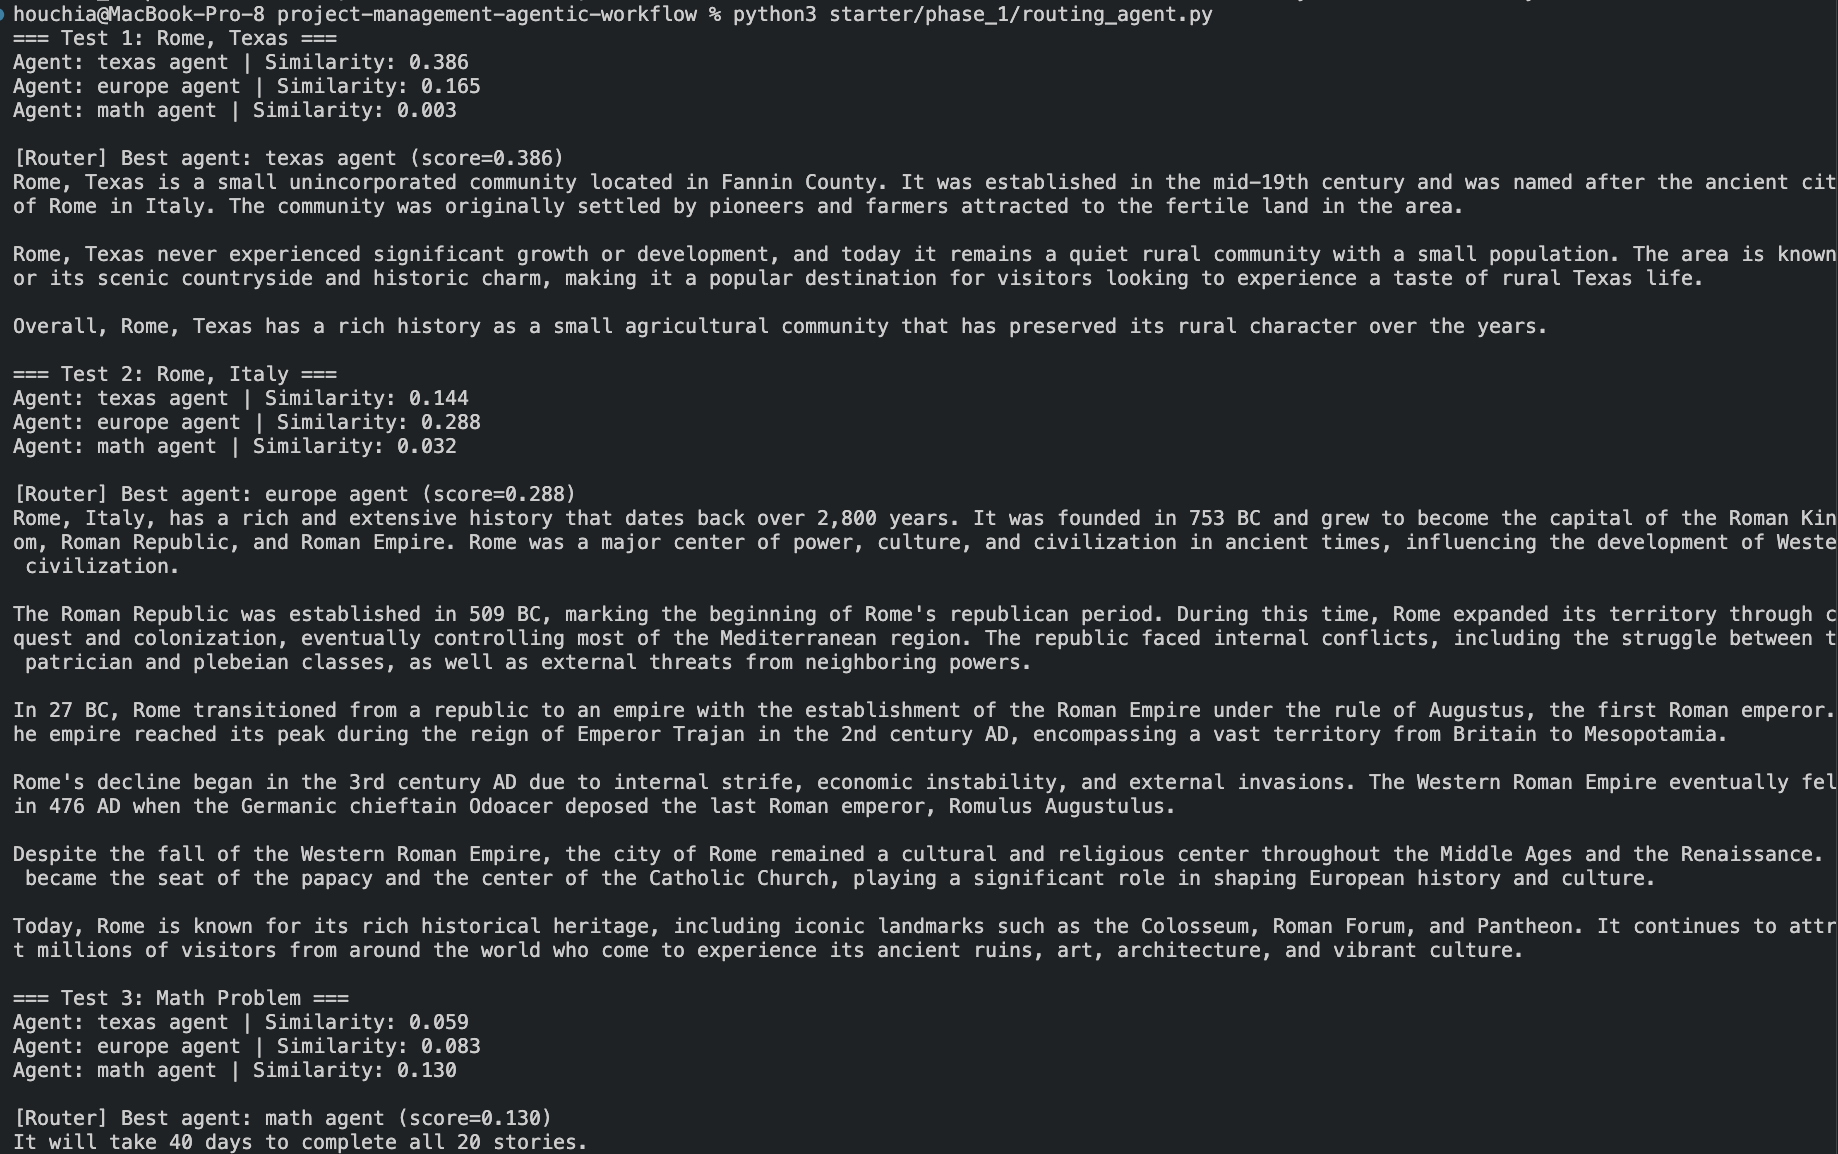 houchia@MacBook-Pro-8 project-management-agentic-workflow % python3 starter/phase_1/routing_agent.py
=== Test 1: Rome, Texas ===
Agent: texas agent | Similarity: 0.386
Agent: europe agent | Similarity: 0.165
Agent: math agent | Similarity: 0.003
[Router] Best agent: texas agent (score=0.386)
Rome, Texas is a small unincorporated community located in Fannin County. It was established in the mid-19th century and was named after the ancient cit
of Rome in Italy. The community was originally settled by pioneers and farmers attracted to the fertile land in the area.
Rome, Texas never experienced significant growth or development, and today it remains a quiet rural community with a small population. The area is known
or its scenic countryside and historic charm, making it a popular destination for visitors looking to experience a taste of rural Texas life.
Overall, Rome, Texas has a rich history as a small agricultural community that has preserved its rural character over the years.
=== Test 2: Rome, Italy ===
Agent: texas agent | Similarity: 0.144
Agent: europe agent | Similarity: 0.288
Agent: math agent | Similarity: 0.032
[Router] Best agent: europe agent (score=0.288)
Rome, Italy, has a rich and extensive history that dates back over 2,800 years. It was founded in 753 BC and grew to become the capital of the Roman Kin
om, Roman Republic, and Roman Empire. Rome was a major center of power, culture, and civilization in ancient times, influencing the development of Weste
civilization.
The Roman Republic was established in 509 BC, marking the beginning of Rome's republican period. During this time, Rome expanded its territory through c
quest and colonization, eventually controlling most of the Mediterranean region. The republic faced internal conflicts, including the struggle between t
patrician and plebeian classes, as well as external threats from neighboring powers.
In 27 BC, Rome transitioned from a republic to an empire with the establishment of the Roman Empire under the rule of Augustus, the first Roman emperor.
he empire reached its peak during the reign of Emperor Trajan in the 2nd century AD, encompassing a vast territory from Britain to Mesopotamia.
Rome's decline began in the 3rd century AD due to internal strife, economic instability, and external invasions. The Western Roman Empire eventually fel
in 476 AD when the Germanic chieftain Odoacer deposed the last Roman emperor, Romulus Augustulus.
Despite the fall of the Western Roman Empire, the city of Rome remained a cultural and religious center throughout the Middle Ages and the Renaissance.
became the seat of the papacy and the center of the Catholic Church, playing a significant role in shaping European history and culture.
Today, Rome is known for its rich historical heritage, including iconic landmarks such as the Colosseum, Roman Forum, and Pantheon. It continues to attr
t millions of visitors from around the world who come to experience its ancient ruins, art, architecture, and vibrant culture.
=== Test 3: Math Problem ===
Agent: texas agent | Similarity: 0.059
Agent: europe agent | Similarity: 0.083
Agent: math agent | Similarity: 0.130
[Router] Best agent: math agent (score=0.130)
It will take 40 days to complete all 20 stories.